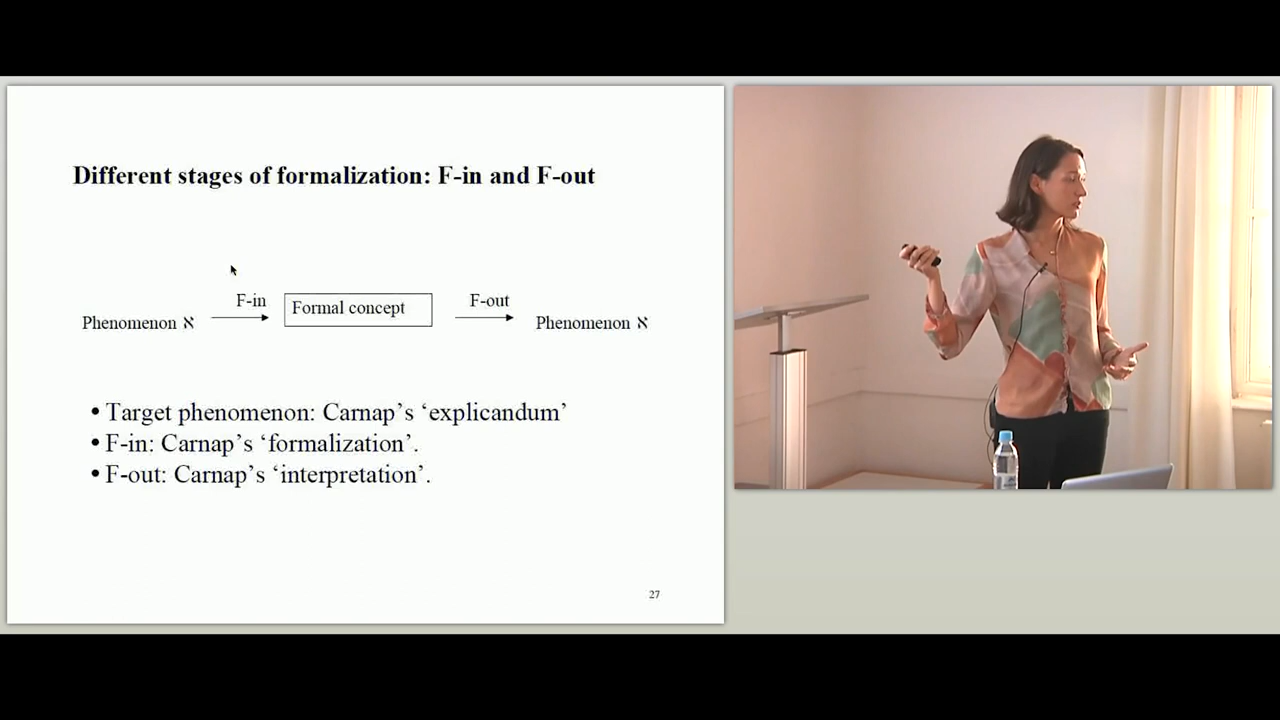 Different stages of formalization: F-in and F-out
F-in
Formal concept
F-out
Phenomenon ℵ
Phenomenon ℵ
• Target phenomenon: Carnap’s ‘explicandum’
• F-in: Carnap’s ‘formalization’.
• F-out: Carnap’s ‘interpretation’.
27